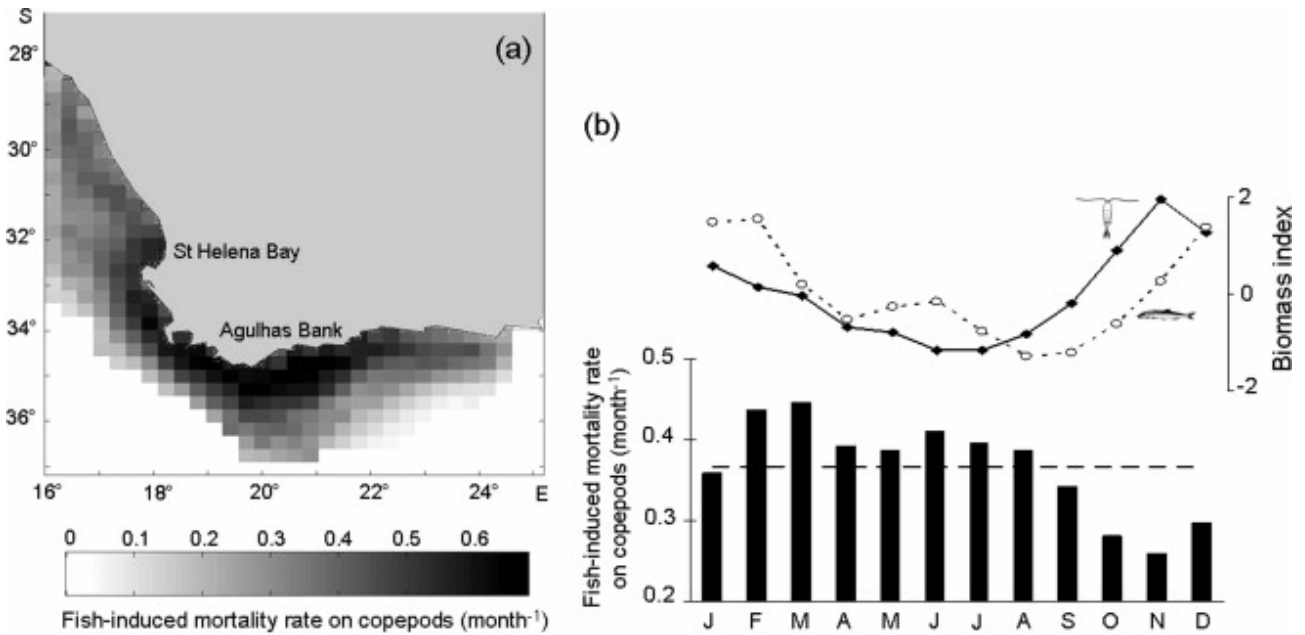 S
(a)
28°
30°
32°
34°
36°
St Helena Bay
Agulhas Bank
16°
18°
20°
22°
24°
E
0
0.1
0.2
0.3
0.4
0.5
0.6
Fish-induced mortality rate on copepods (month-1)
(b)
2
0
-2
Biomass index
0.5
0.4
0.3
0.2
Fish-induced mortality rate
on copepods (month-1)
J
F
M
A
M
J
J
A
S
O
N
D